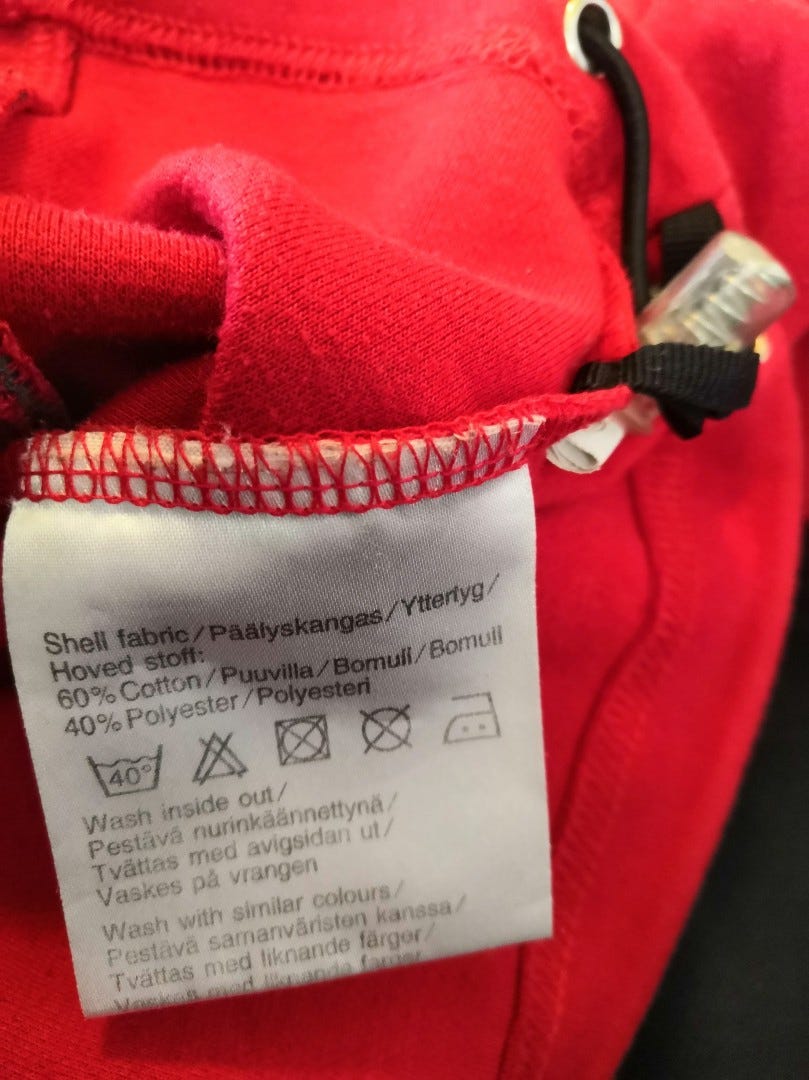 Shell fabric/Päälyskangas/Yttertyg/
Hoved stoff:
60% Cotton/Puuvilla/Bomull/Bomull
40% Polyester/Polyesteri
40°
Wash inside out/
Pestävä nurinkäännettynä/
Tvättas med avigsidan ut/
Vaskes på vrangen
Wash with similar colours/
Pestävä samanväristen kanssa/
Tvättas med liknande färger/